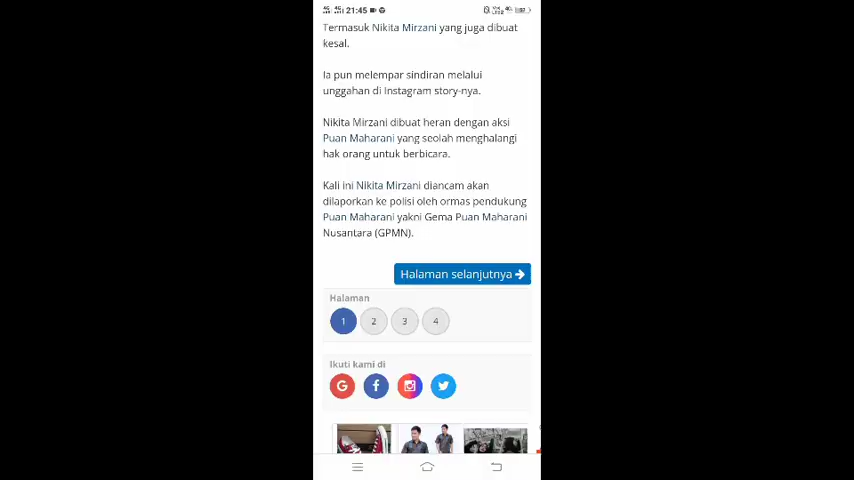 21:45
Termasuk Nikita Mirzani yang juga dibuat
kesal.
Ia pun melempar sindiran melalui
unggahan di Instagram story-nya.
Nikita Mirzani dibuat heran dengan aksi
Puan Maharani yang seolah menghalangi
hak orang untuk berbicara.
Kali ini Nikita Mirzani diancam akan
dilaporkan ke polisi oleh ormas pendukung
Puan Maharani yakni Gema Puan Maharani
Nusantara (GPMN).
Halaman selanjutnya →
Halaman
1 2 3 4
Ikuti kami di